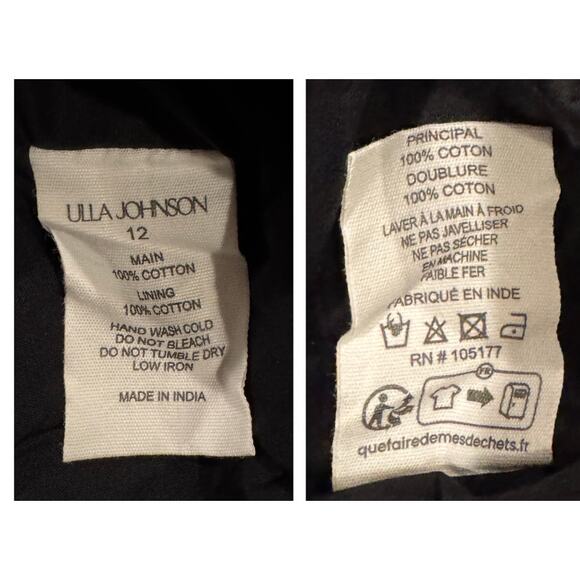 ULLA JOHNSON
12
MAIN
100% COTTON
LINING
100% COTTON
HAND WASH COLD
DO NOT BLEACH
DO NOT TUMBLE DRY
LOW IRON
MADE IN INDIA
PRINCIPAL
100% COTON
DOUBLURE
100% COTON
LAVER À LA MAIN À FROID
NE PAS JAVELLISER
NE PAS SÉCHER
EN MACHINE
FAIBLE FER
FABRIQUÉ EN INDE
RN # 105177
FR
quefairedemesdechets.fr